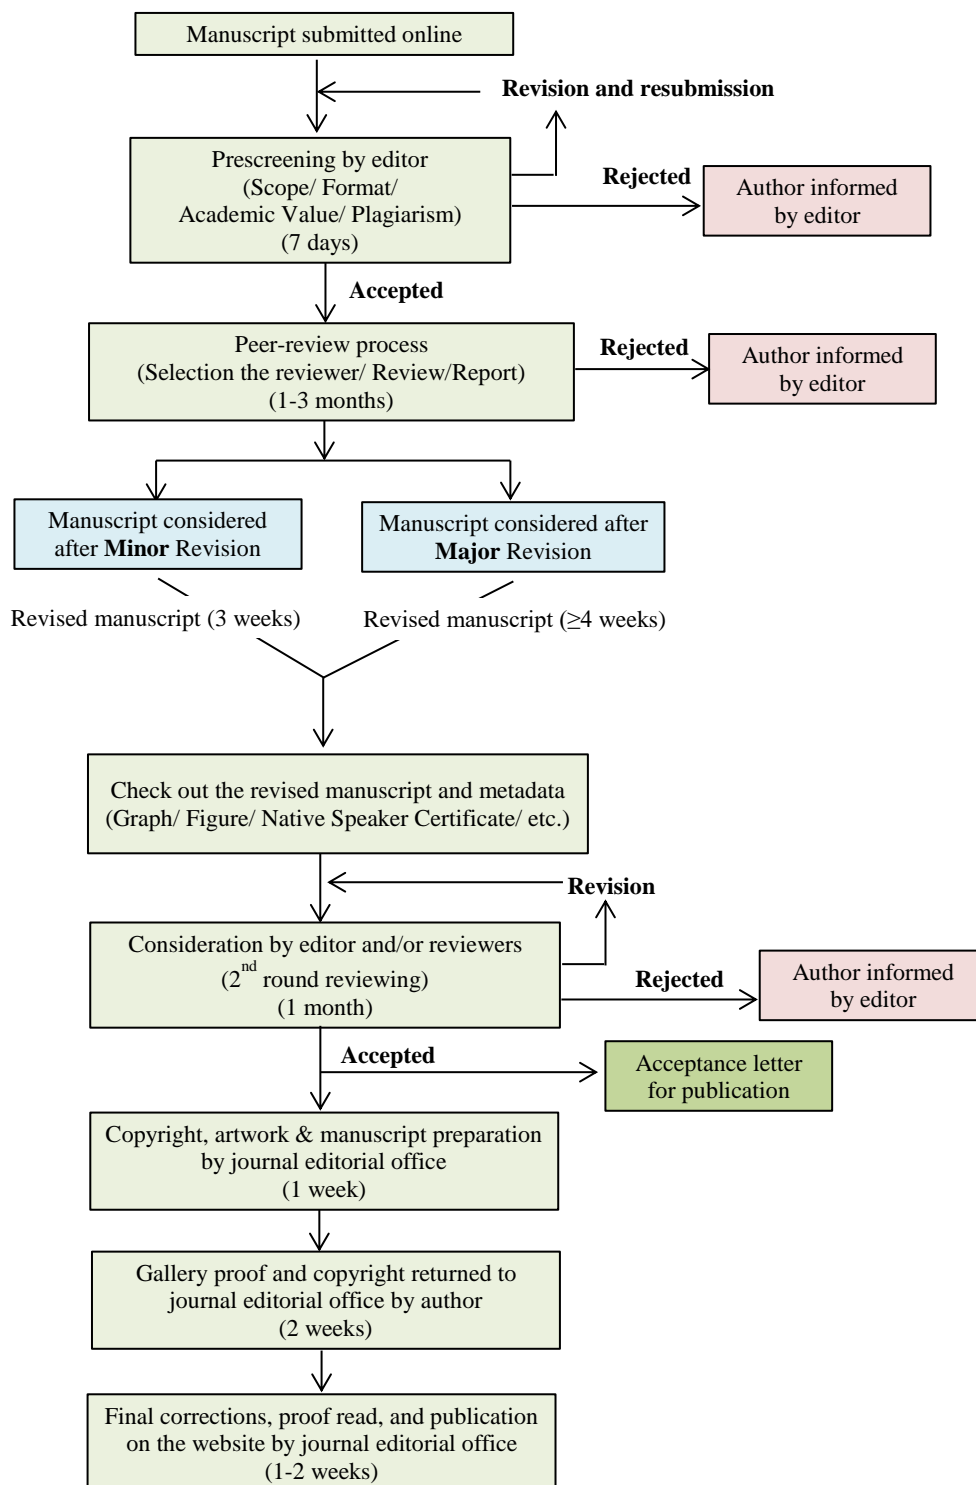 Manuscript submitted online
Revision and resubmission
Prescreening by editor
(Scope/ Format/
Academic Value/ Plagiarism)
(7 days)
Rejected
Author informed
by editor
Accepted
Peer-review process
(Selection the reviewer/ Review/Report)
(1-3 months)
Rejected
Author informed
by editor
Manuscript considered
after Minor Revision
Manuscript considered after
Major Revision
Revised manuscript (3 weeks)
Revised manuscript (≥4 weeks)
Check out the revised manuscript and metadata
(Graph/ Figure/ Native Speaker Certificate/ etc.)
Revision
Consideration by editor and/or reviewers
(2nd round reviewing)
(1 month)
Rejected
Author informed
by editor
Accepted
Acceptance letter
for publication
Copyright, artwork & manuscript preparation
by journal editorial office
(1 week)
Gallery proof and copyright returned to
journal editorial office by author
(2 weeks)
Final corrections, proof read, and publication
on the website by journal editorial office
(1-2 weeks)